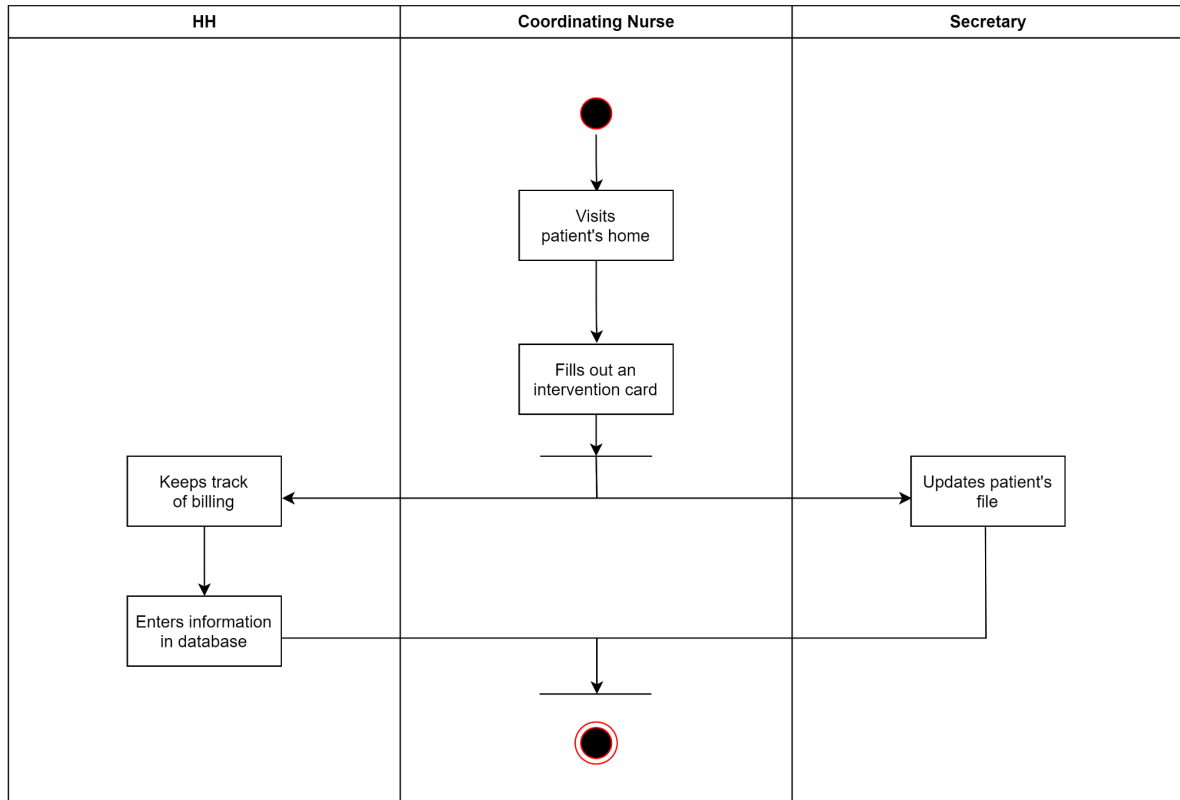 HH
Coordinating Nurse
Secretary
Visits
patient's home
Fills out an
intervention card
Keeps track
of billing
Updates patient's
file
Enters information
in database